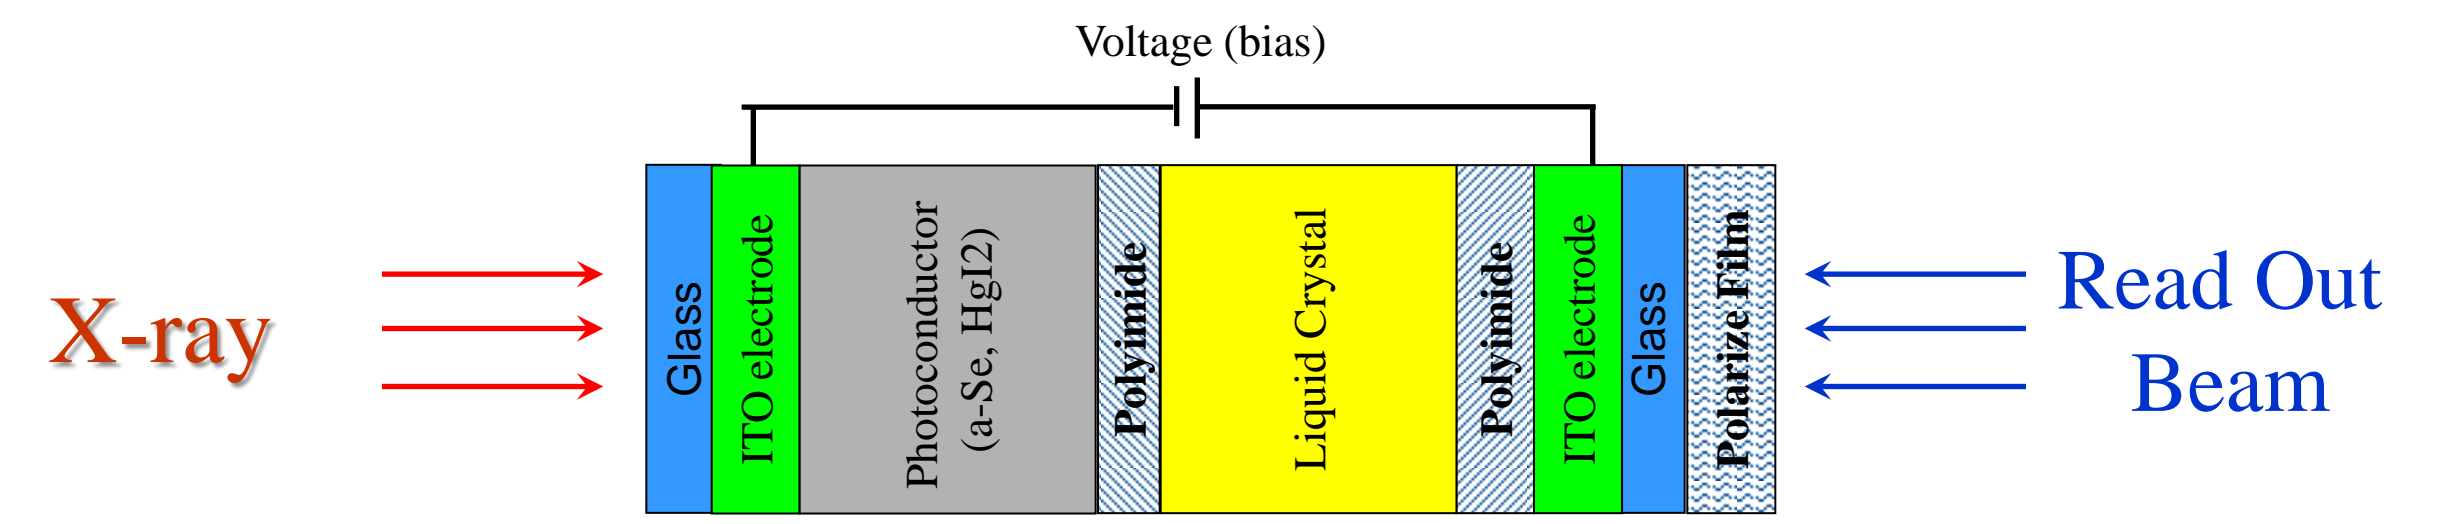 Voltage (bias)
X-ray
Glass
ITO electrode
Photoconductor
(a-Se, HgI2)
Polyimide
Liquid Crystal
Polyimide
ITO electrode
Glass
Polarize Film
Read Out
Beam